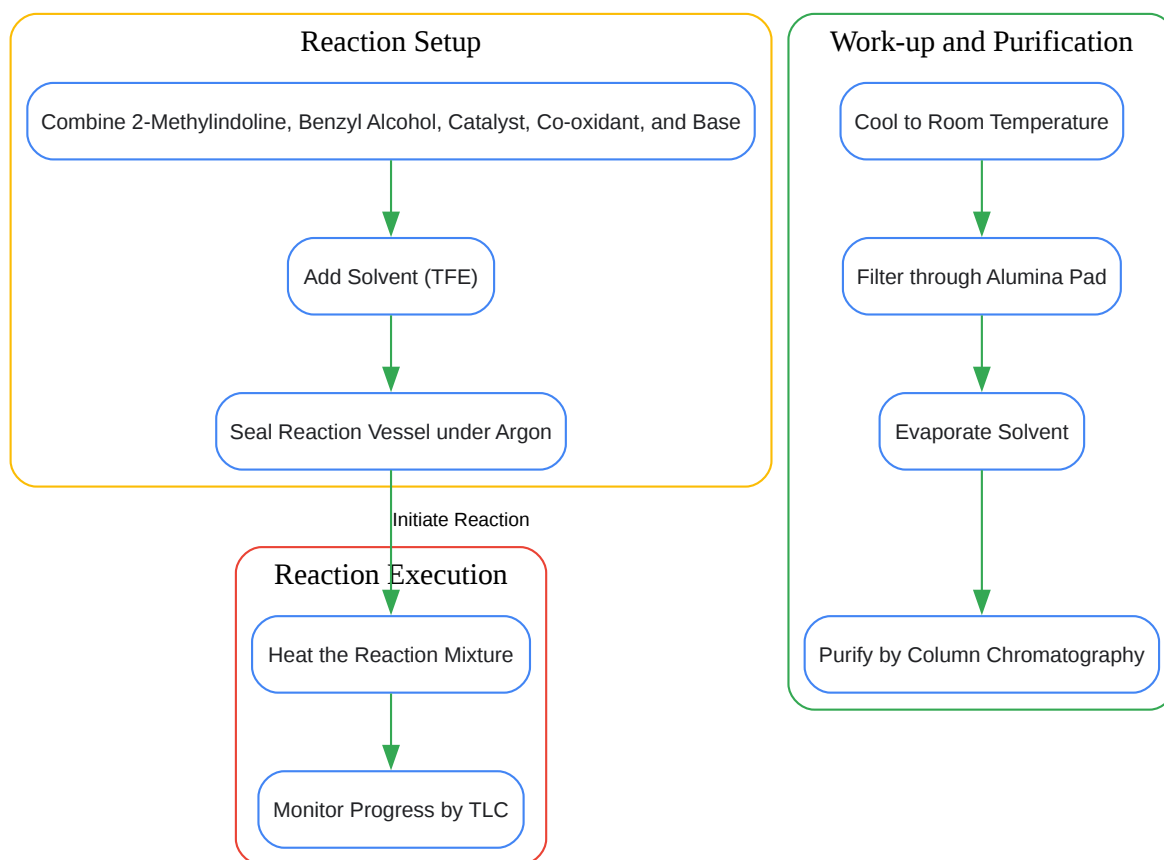 Reaction Setup
Combine 2-Methylindoline, Benzyl Alcohol, Catalyst, Co-oxidant, and Base
Add Solvent (TFE)
Seal Reaction Vessel under Argon
Initiate Reaction
Reaction Execution
Heat the Reaction Mixture
Monitor Progress by TLC
Work-up and Purification
Cool to Room Temperature
Filter through Alumina Pad
Evaporate Solvent
Purify by Column Chromatography